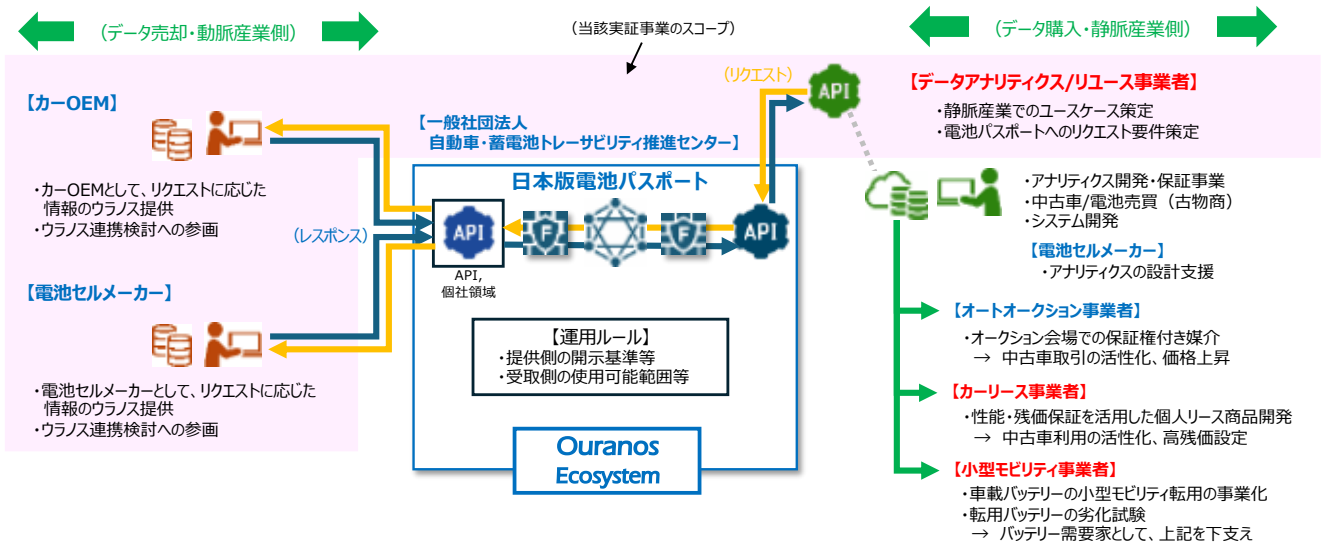 （データ売却・動脈産業側）
（当該実証事業のスコープ）
（データ購入・静脈産業側）
【カーOEM】
・カーOEMとして、リクエストに応じた
情報のウラノス提供
・ウラノス連携検討への参画
【電池セルメーカー】
・電池セルメーカーとして、リクエストに応じた
情報のウラノス提供
・ウラノス連携検討への参画
（レスポンス）
（リクエスト）
【一般社団法人
自動車・蓄電池トレーサビリティ推進センター】
日本版電池パスポート
API
F
F
API
API,
個社領域
【運用ルール】
・提供側の開示基準等
・受取側の使用可能範囲等
Ouranos
Ecosystem
API
【データアナリティクス/リユース事業者】
・静脈産業でのユースケース策定
・電池パスポートへのリクエスト要件策定
・アナリティクス開発・保証事業
・中古車/電池売買（古物商）
・システム開発
【電池セルメーカー】
・アナリティクスの設計支援
【オートオークション事業者】
・オークション会場での保証権付き媒介
→ 中古車取引の活性化、価格上昇
【カーリース事業者】
・性能・残価保証を活用した個人リース商品開発
→ 中古車利用の活性化、高残価設定
【小型モビリティ事業者】
・車載バッテリーの小型モビリティ転用の事業化
・転用バッテリーの劣化試験
→ バッテリー需要家として、上記を下支え